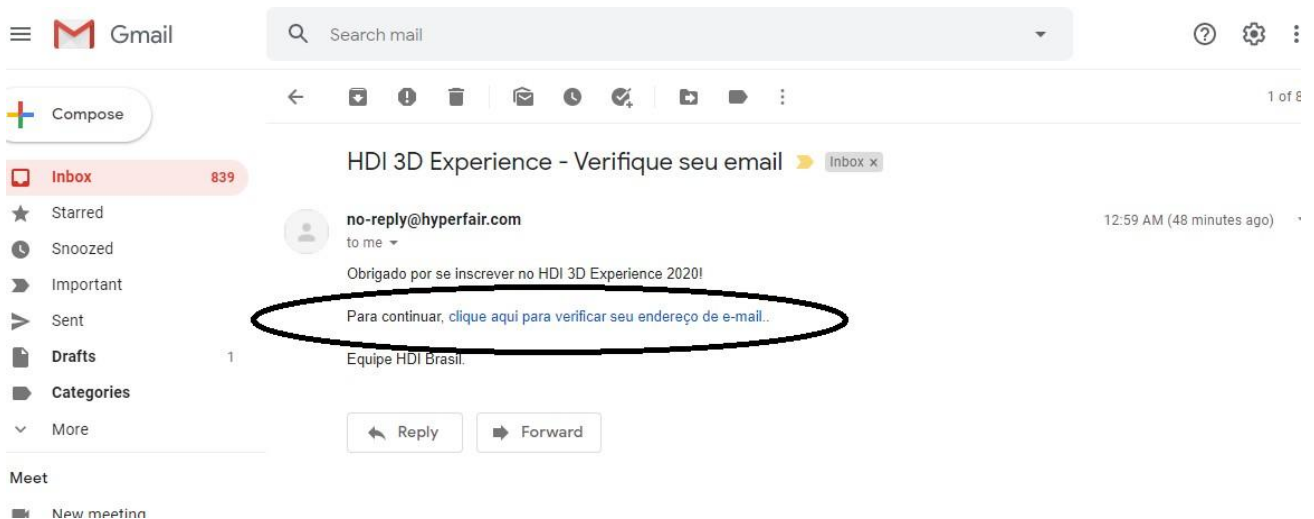 Gmail
Search mail
Compose
1 of 8
HDI 3D Experience - Verifique seu email
Inbox x
Inbox 839
Starred
Snoozed
Important
Sent
Drafts 1
Categories
More
Meet
New meeting
no-reply@hyperfair.com
12:59 AM (48 minutes ago)
to me
Obrigado por se inscrever no HDI 3D Experience 2020!
Para continuar, clique aqui para verificar seu endereço de e-mail..
Equipe HDI Brasil.
Reply
Forward